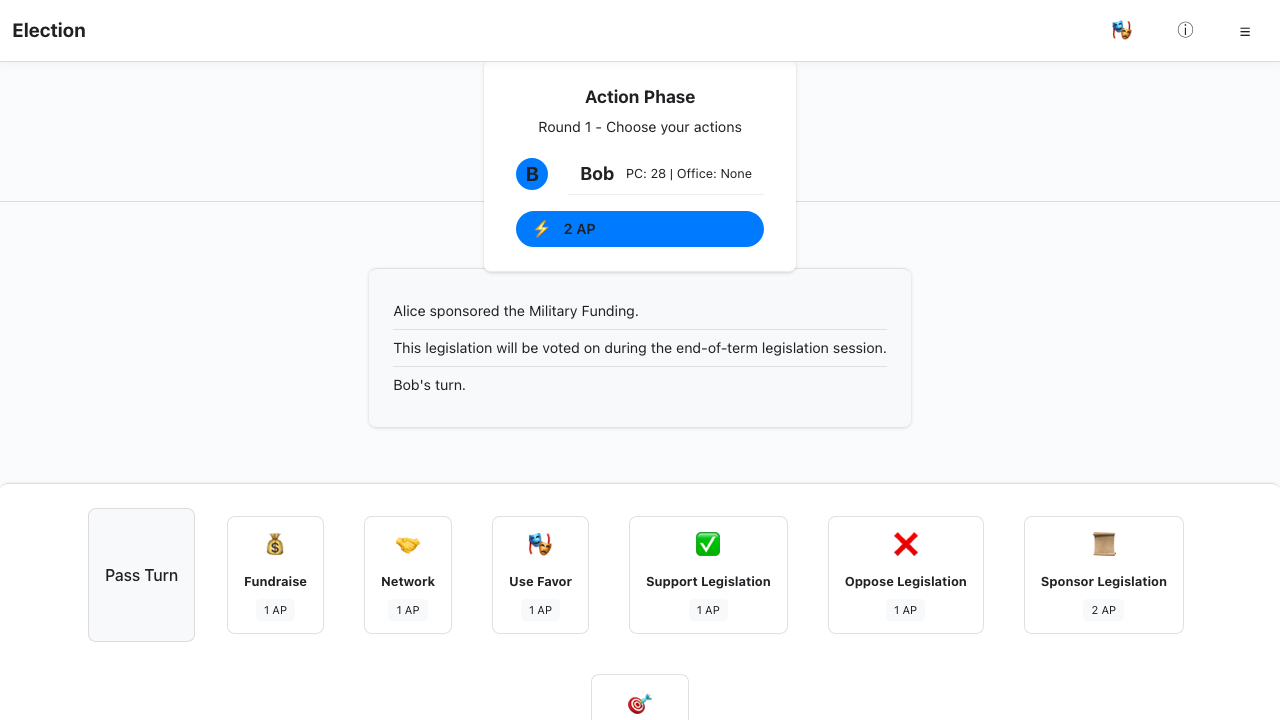 Election
ⓘ
≡
Action Phase
Round 1 - Choose your actions
B
Bob PC: 28 | Office: None
⚡ 2 AP
Alice sponsored the Military Funding.
This legislation will be voted on during the end-of-term legislation session.
Bob's turn.
Pass Turn
Fundraise
1 AP
Network
1 AP
Use Favor
1 AP
Support Legislation
1 AP
Oppose Legislation
1 AP
Sponsor Legislation
2 AP